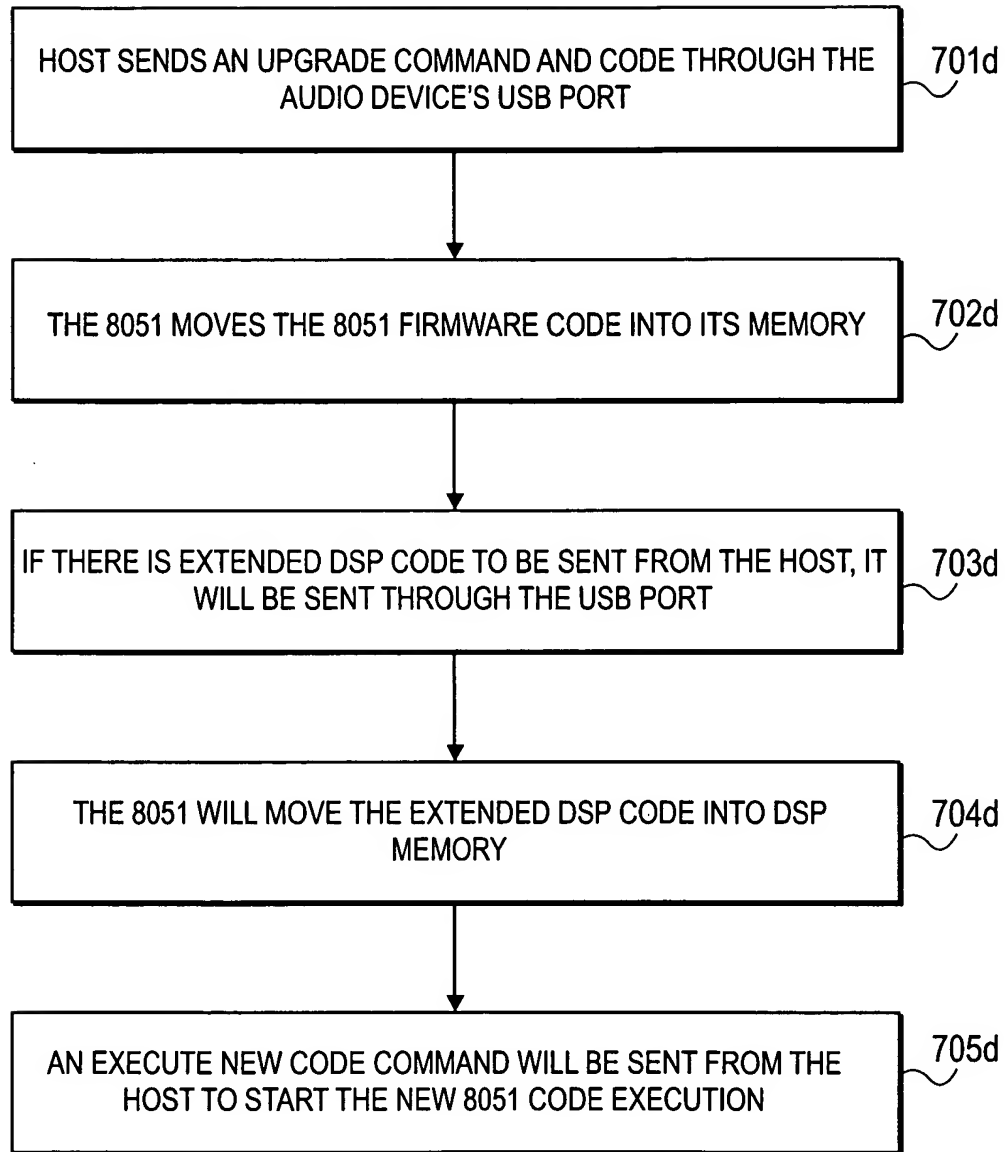 HOST SENDS AN UPGRADE COMMAND AND CODE THROUGH THE
AUDIO DEVICE'S USB PORT
701d
THE 8051 MOVES THE 8051 FIRMWARE CODE INTO ITS MEMORY
702d
IF THERE IS EXTENDED DSP CODE TO BE SENT FROM THE HOST, IT
WILL BE SENT THROUGH THE USB PORT
703d
THE 8051 WILL MOVE THE EXTENDED DSP CODE INTO DSP
MEMORY
704d
AN EXECUTE NEW CODE COMMAND WILL BE SENT FROM THE
HOST TO START THE NEW 8051 CODE EXECUTION
705d